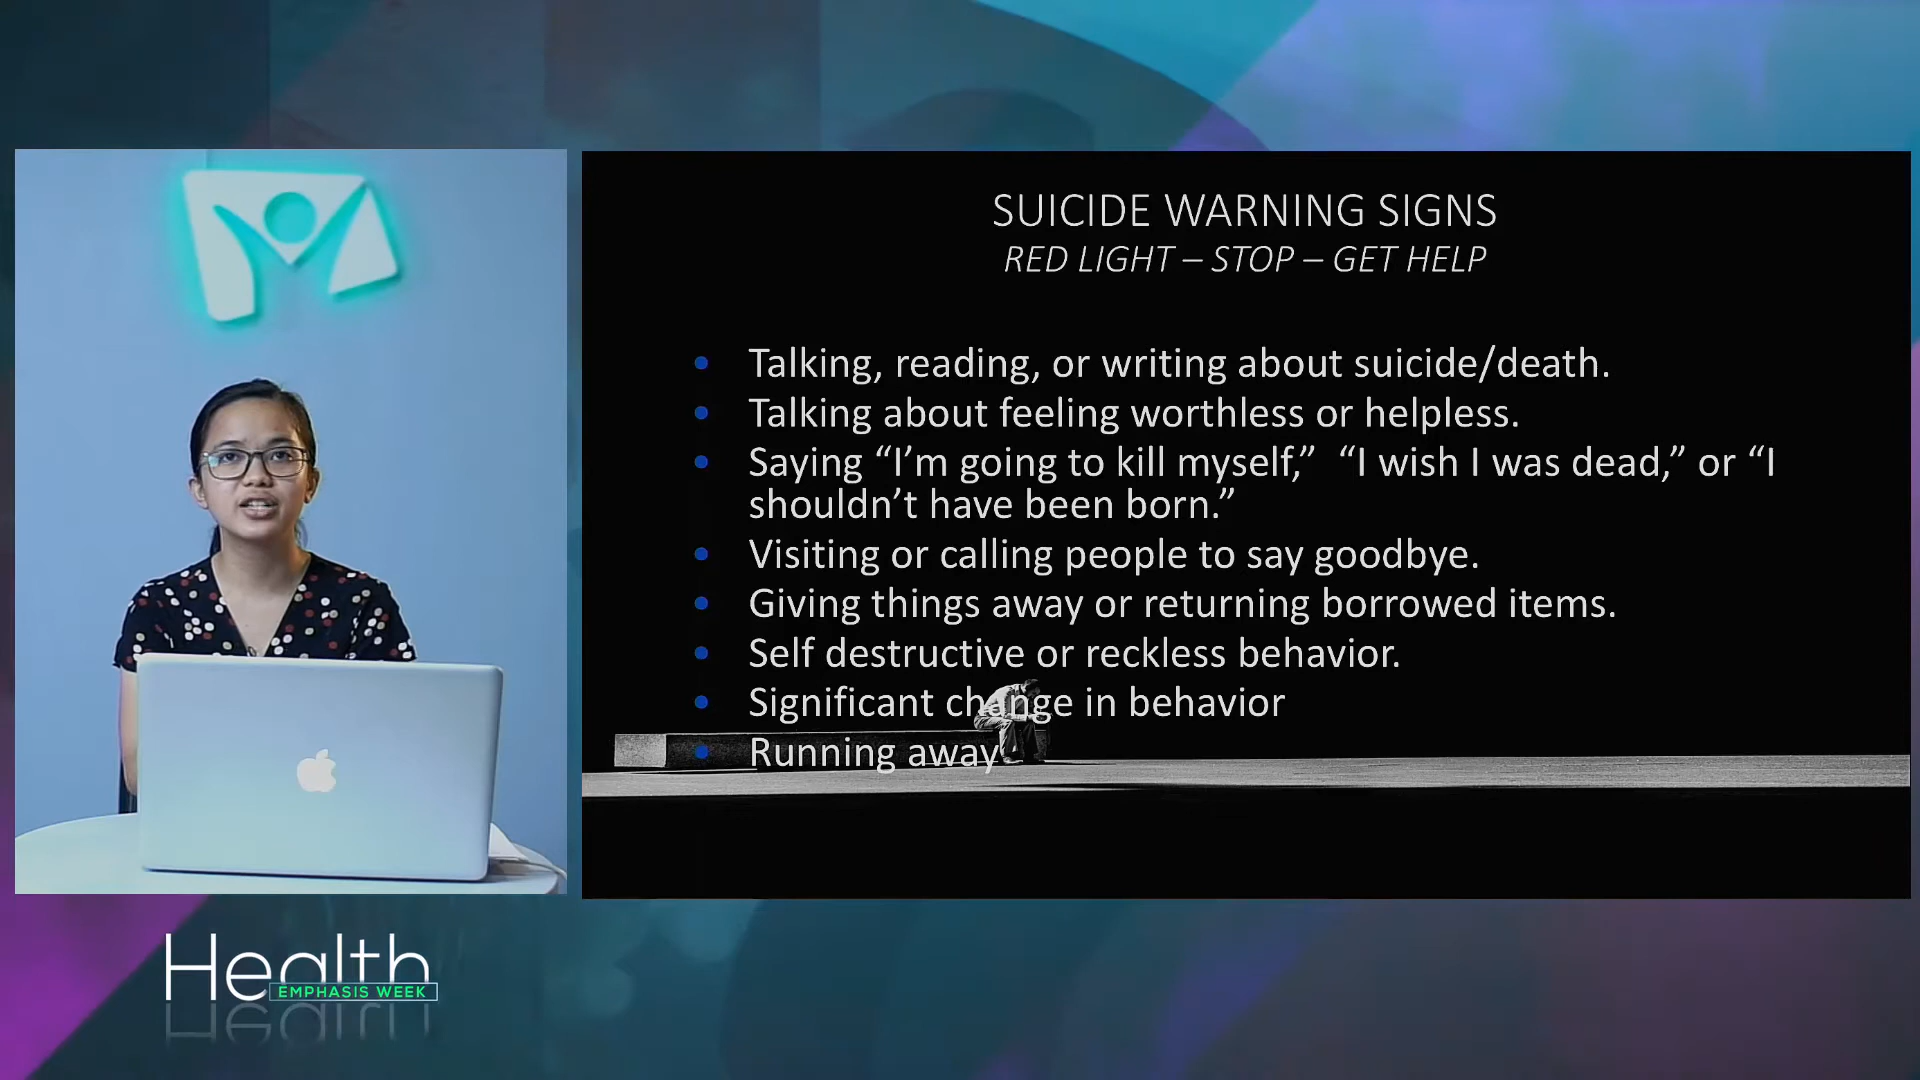 SUICIDE WARNING SIGNS
RED LIGHT – STOP – GET HELP
• Talking, reading, or writing about suicide/death.
• Talking about feeling worthless or helpless.
• Saying “I’m going to kill myself,” “I wish I was dead,” or “I
shouldn’t have been born.”
• Visiting or calling people to say goodbye.
• Giving things away or returning borrowed items.
• Self destructive or reckless behavior.
• Significant change in behavior
• Running away
Health
EMPHASIS WEEK